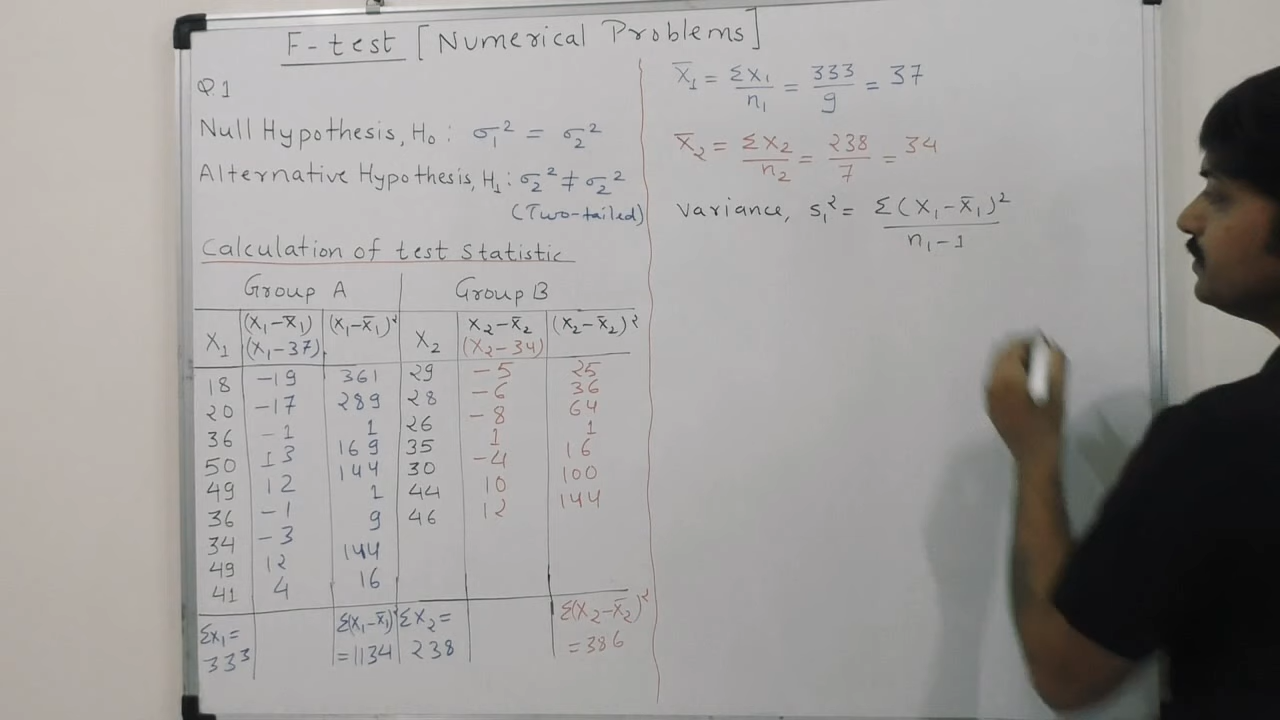 F-test [Numerical Problems]
Q.1
Null Hypothesis, H₀ : σ₁² = σ₂²
Alternative Hypothesis, H₁ : σ₂² ≠ σ₂²
(Two-tailed)
Calculation of test Statistic
Group A Group B
X₁ (X₁-X̄₁) (X₁-X̄₁)² X₂ X₂-X̄₂ (X₂-X̄₂)²
(X₁-37) (X₂-34)
18 -19 361 29 -5 25
20 -17 289 28 -6 36
36 -1 1 26 -8 64
50 13 169 35 1 1
49 12 144 30 -4 16
36 -1 1 44 10 100
34 -3 9 46 12 144
49 12 144
41 4 16
Σx₁ = 333 Σ(X₁-X̄₁)² = 1134 ΣX₂ = 238 Σ(X₂-X̄₂)² = 386
X̄₁ = ΣX₁/n₁ = 333/9 = 37
X̄₂ = ΣX₂/n₂ = 238/7 = 34
Variance, s₁² = Σ(X₁-X̄₁)²/n₁-1